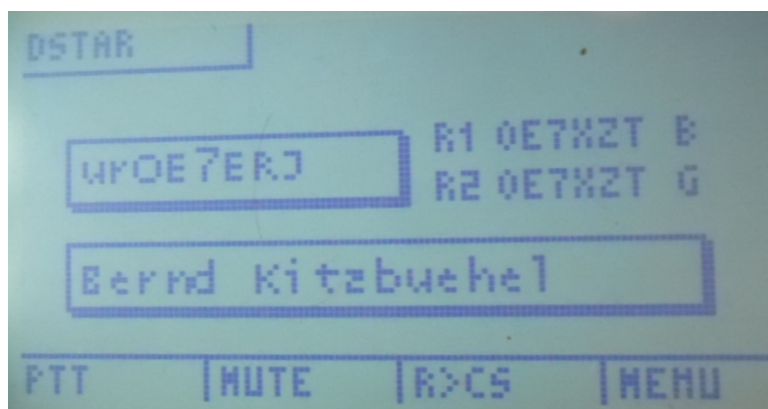 DSTAR
urOE7ERJ
R1 OE7XZT B
R2 OE7XZT G
Bernd Kitzbuehel
PTT MUTE R>CS MENU